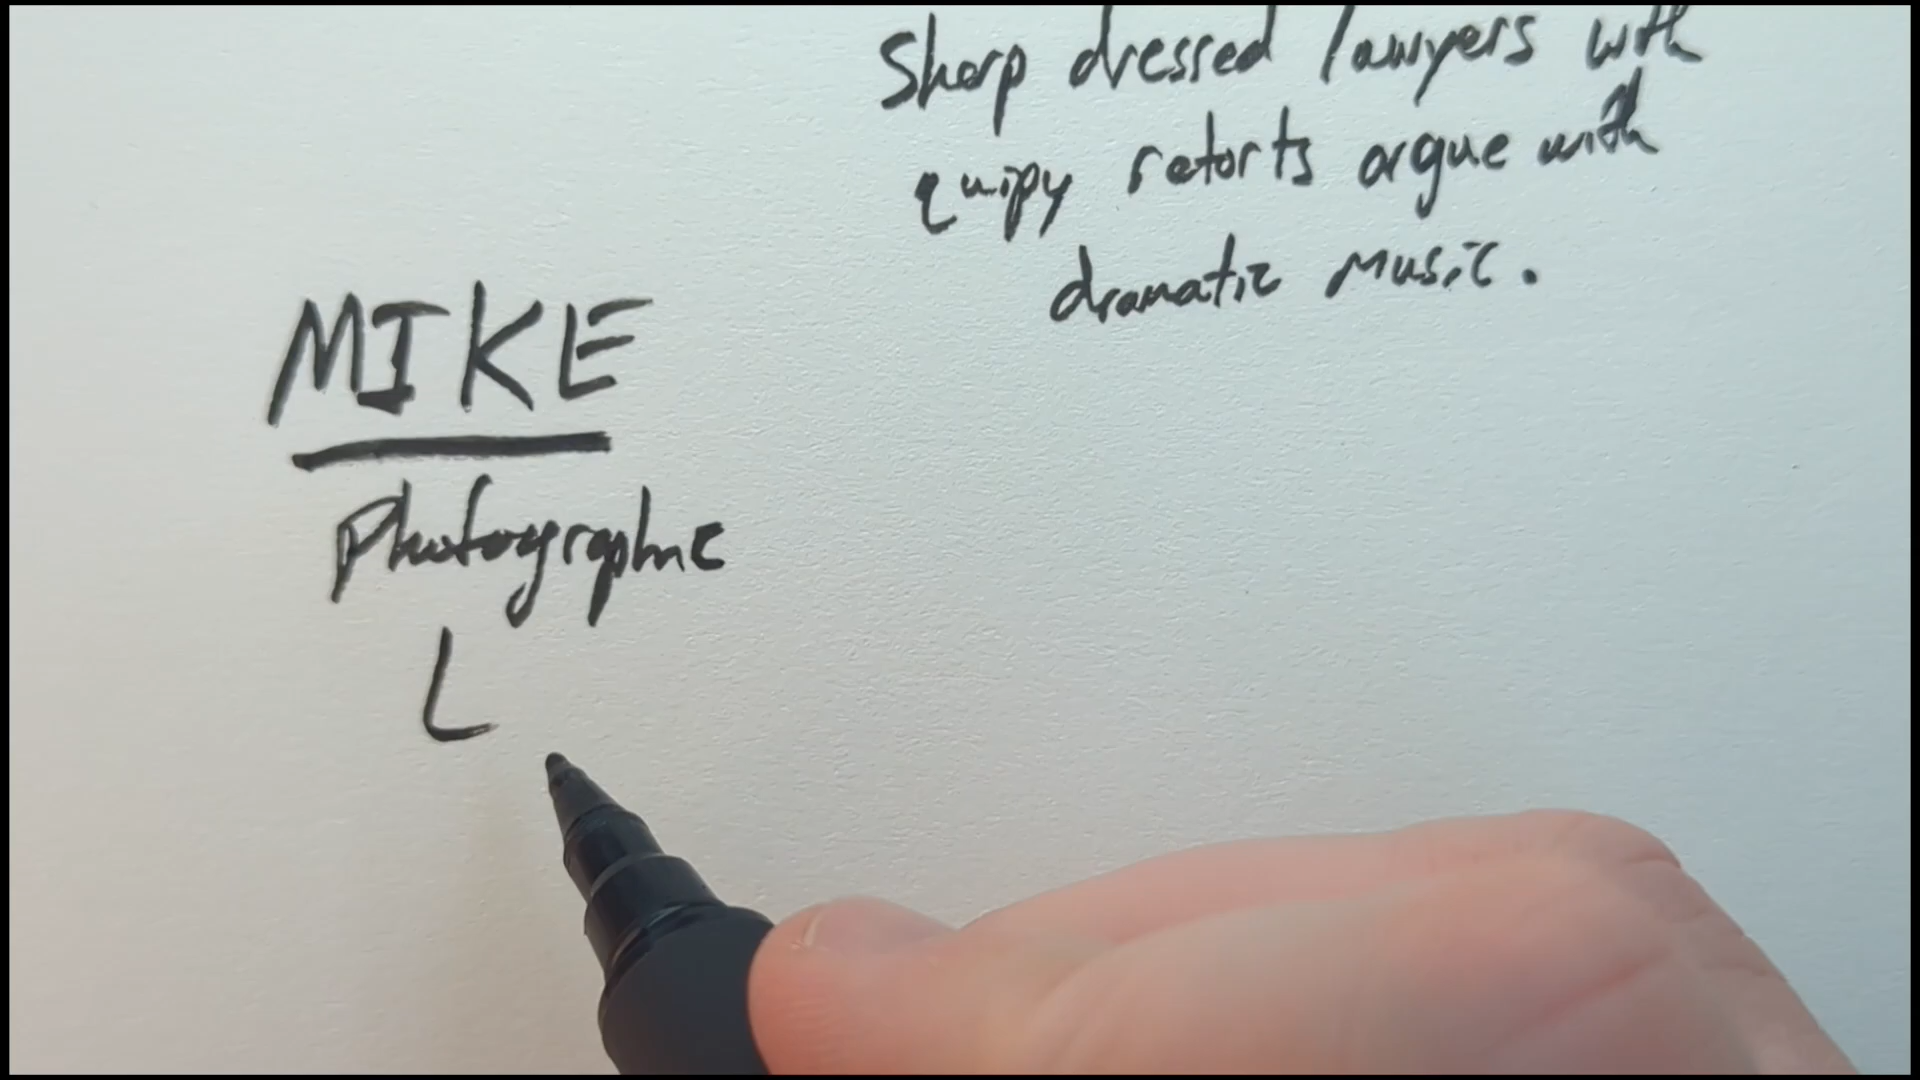 Sharp dressed lawyers with
quipy retorts argue with
dramatic music.
MIKE
Photographic
L